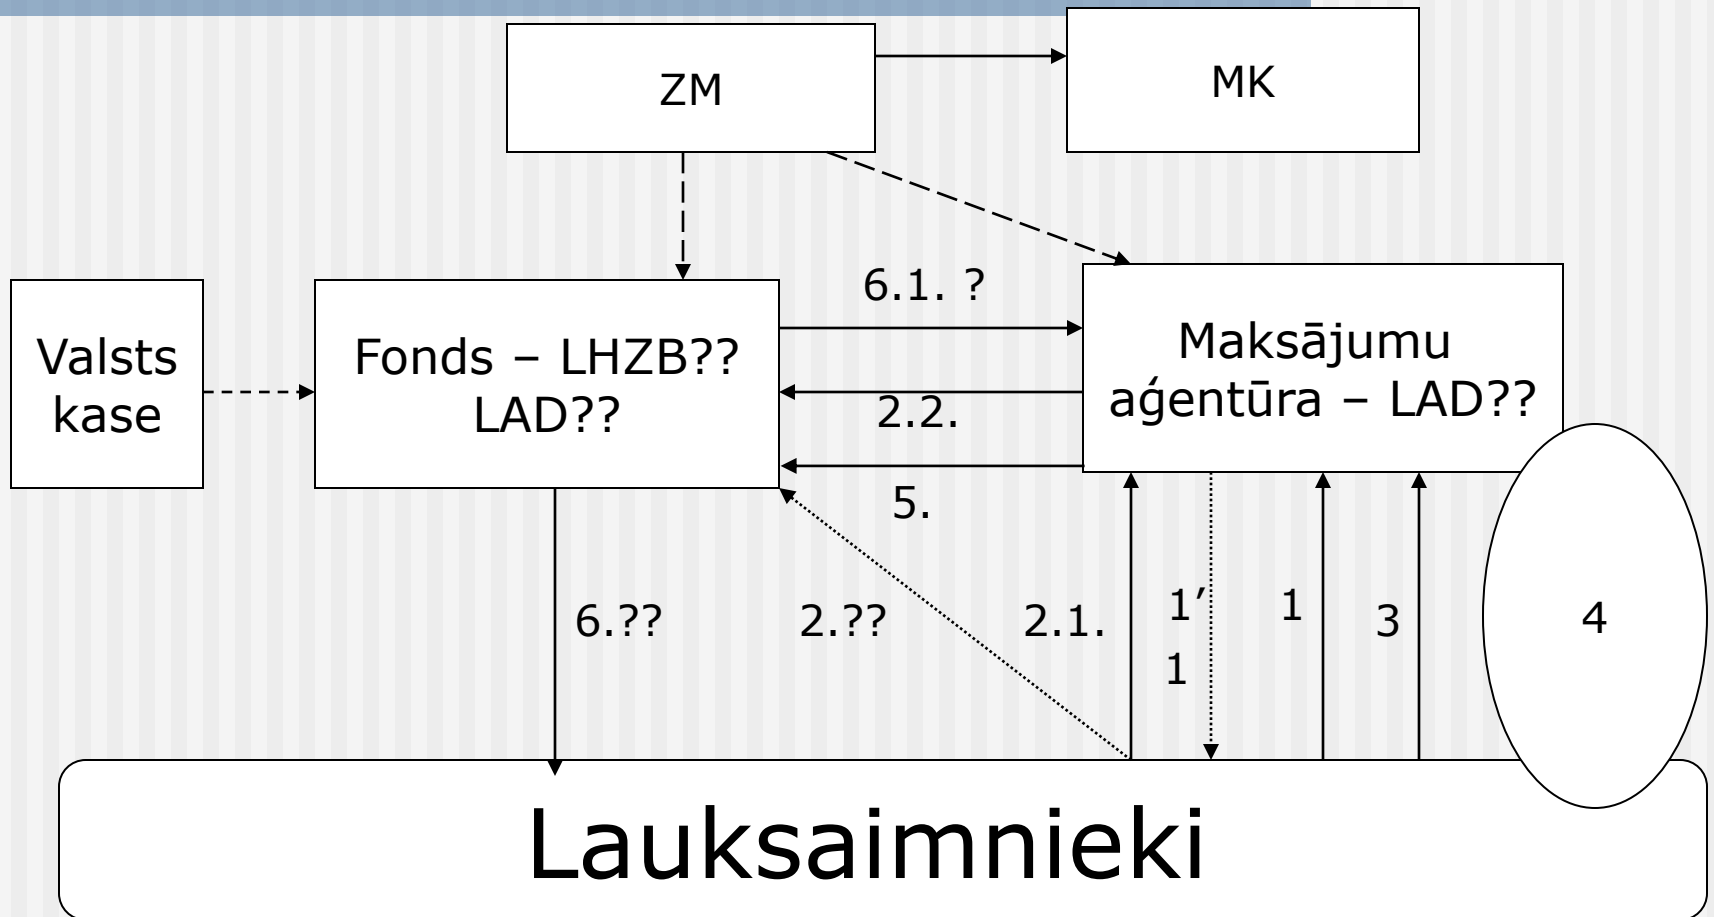 ZM
MK
6.1. ?
Valsts
kase
Fonds – LHZB??
LAD??
Maksājumu
aģentūra – LAD??
2.2.
5.
6.??
2.??
2.1.
1’
1
1
3
4
Lauksaimnieki